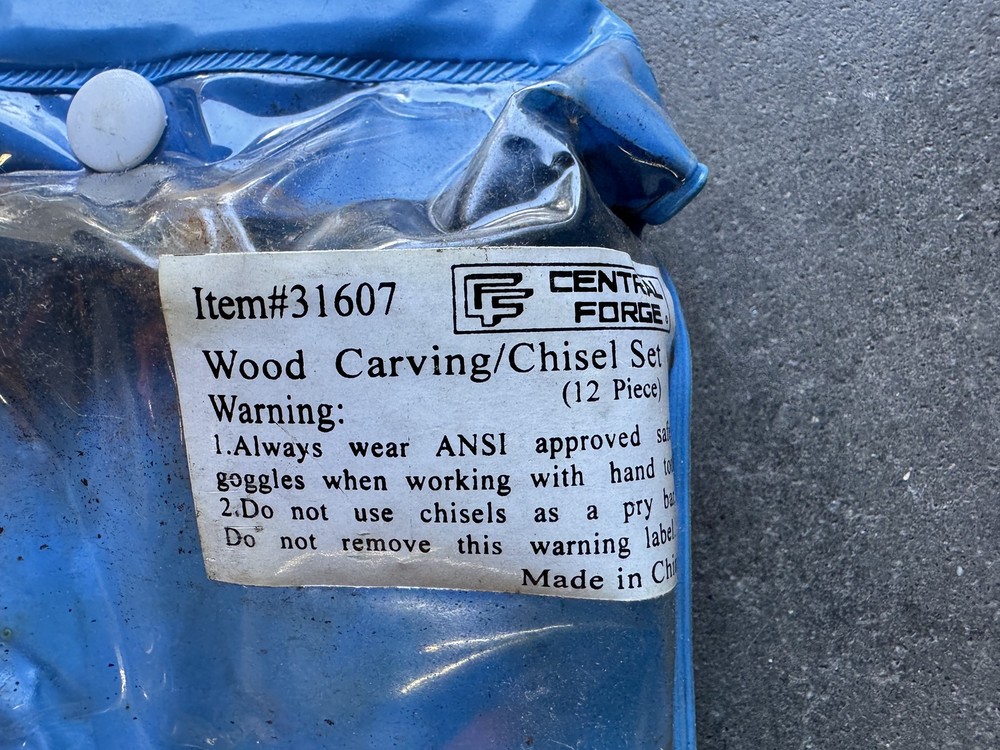 Item#31607
CENTRAL
FORGE
Wood Carving/Chisel Set
(12 Piece)
Warning:
1.Always wear ANSI approved
goggles when working with hand
2.Do not use chisels as a pry
Do not remove this warning label.
Made in